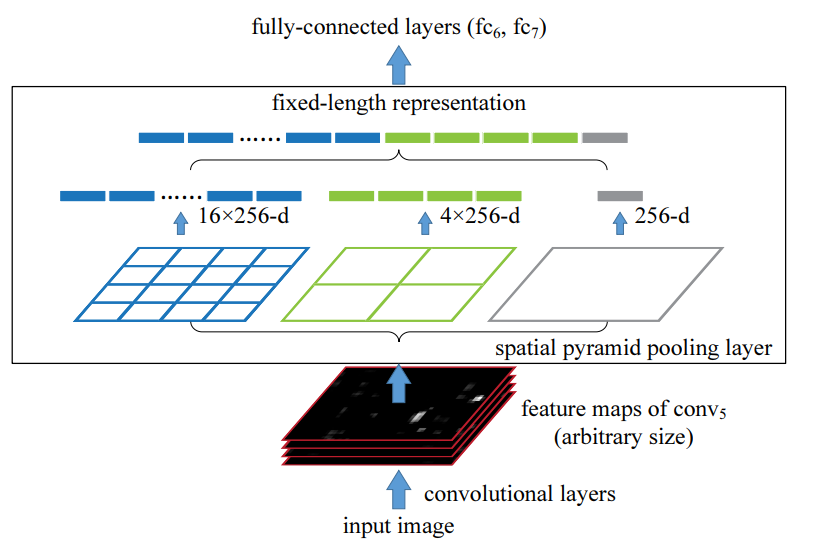 fully-connected layers (fc₆, fc₇)
fixed-length representation
......
......
16×256-d
4×256-d
256-d
spatial pyramid pooling layer
feature maps of conv₅
(arbitrary size)
convolutional layers
input image